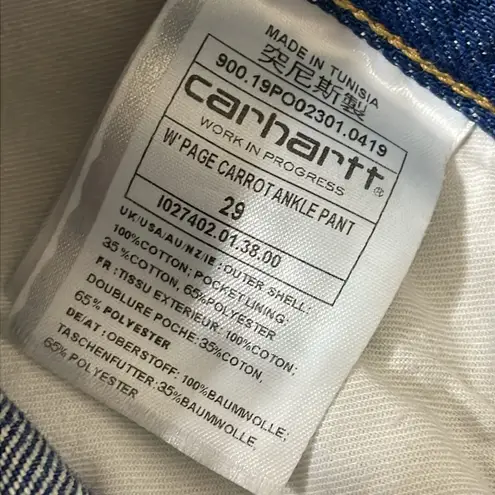 MADE IN TUNISIA
突尼斯製
900.19PO02301.0419
carhartt®
WORK IN PROGRESS
W' PAGE CARROT ANKLE PANT
29
I027402.01.38.00
UK/USA/AU/NZ/IE: OUTER SHELL:
100%COTTON; POCKETLINING:
35%COTTON, 65%POLYESTER
FR :TISSU EXTERIEUR: 100%COTON;
DOUBLURE POCHE:35%COTON,
65% POLYESTER
DE/AT :OBERSTOFF: 100%BAUMWOLLE;
TASCHENFUTTER:35%BAUMWOLLE,
65% POLYESTER